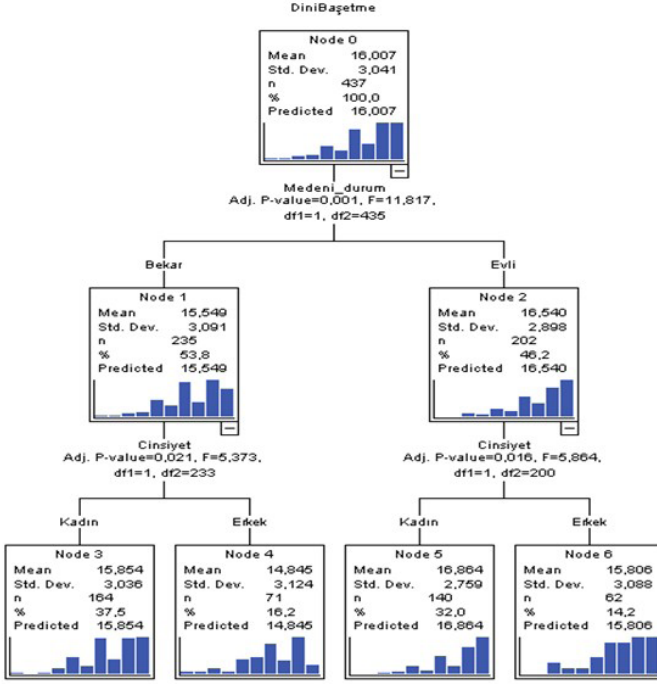 DiniBaşetme
Node 0
Mean 16,007
Std. Dev. 3,041
n 437
% 100,0
Predicted 16,007
Medeni_durum
Adj. P-value=0,001, F=11,817,
df1=1, df2=435
Bekar
Evli
Node 1
Mean 15,549
Std. Dev. 3,091
n 235
% 53,8
Predicted 15,549
Node 2
Mean 16,540
Std. Dev. 2,898
n 202
% 46,2
Predicted 16,540
Cinsiyet
Adj. P-value=0,021, F=5,373,
df1=1, df2=233
Cinsiyet
Adj. P-value=0,016, F=5,864,
df1=1, df2=200
Kadın
Erkek
Kadın
Erkek
Node 3
Mean 15,854
Std. Dev. 3,036
n 164
% 37,5
Predicted 15,854
Node 4
Mean 14,845
Std. Dev. 3,124
n 71
% 16,2
Predicted 14,845
Node 5
Mean 16,864
Std. Dev. 2,759
n 140
% 32,0
Predicted 16,864
Node 6
Mean 15,806
Std. Dev. 3,088
n 62
% 14,2
Predicted 15,806